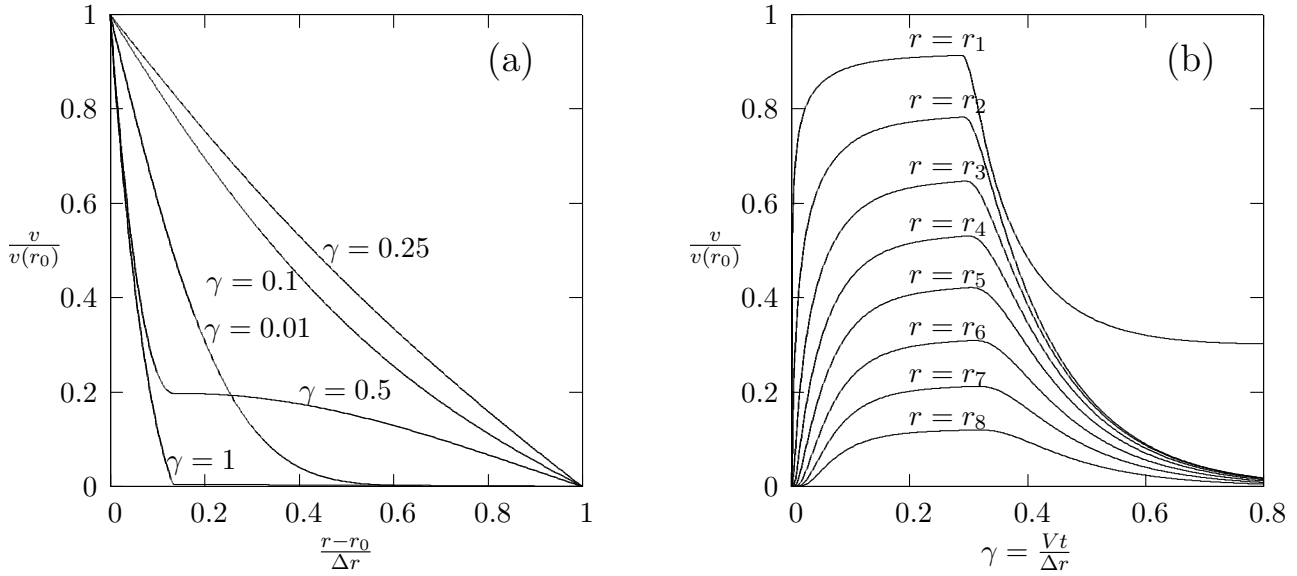 1
0.8
0.6
0.4
0.2
0
v/v(r₀)
(a)
γ = 0.25
γ = 0.1
γ = 0.01
γ = 0.5
γ = 1
0 0.2 0.4 0.6 0.8 1
r−r₀/Δr
1
0.8
0.6
0.4
0.2
0
v/v(r₀)
(b)
r = r₁
r = r₂
r = r₃
r = r₄
r = r₅
r = r₆
r = r₇
r = r₈
0 0.2 0.4 0.6 0.8
γ = Vt/Δr